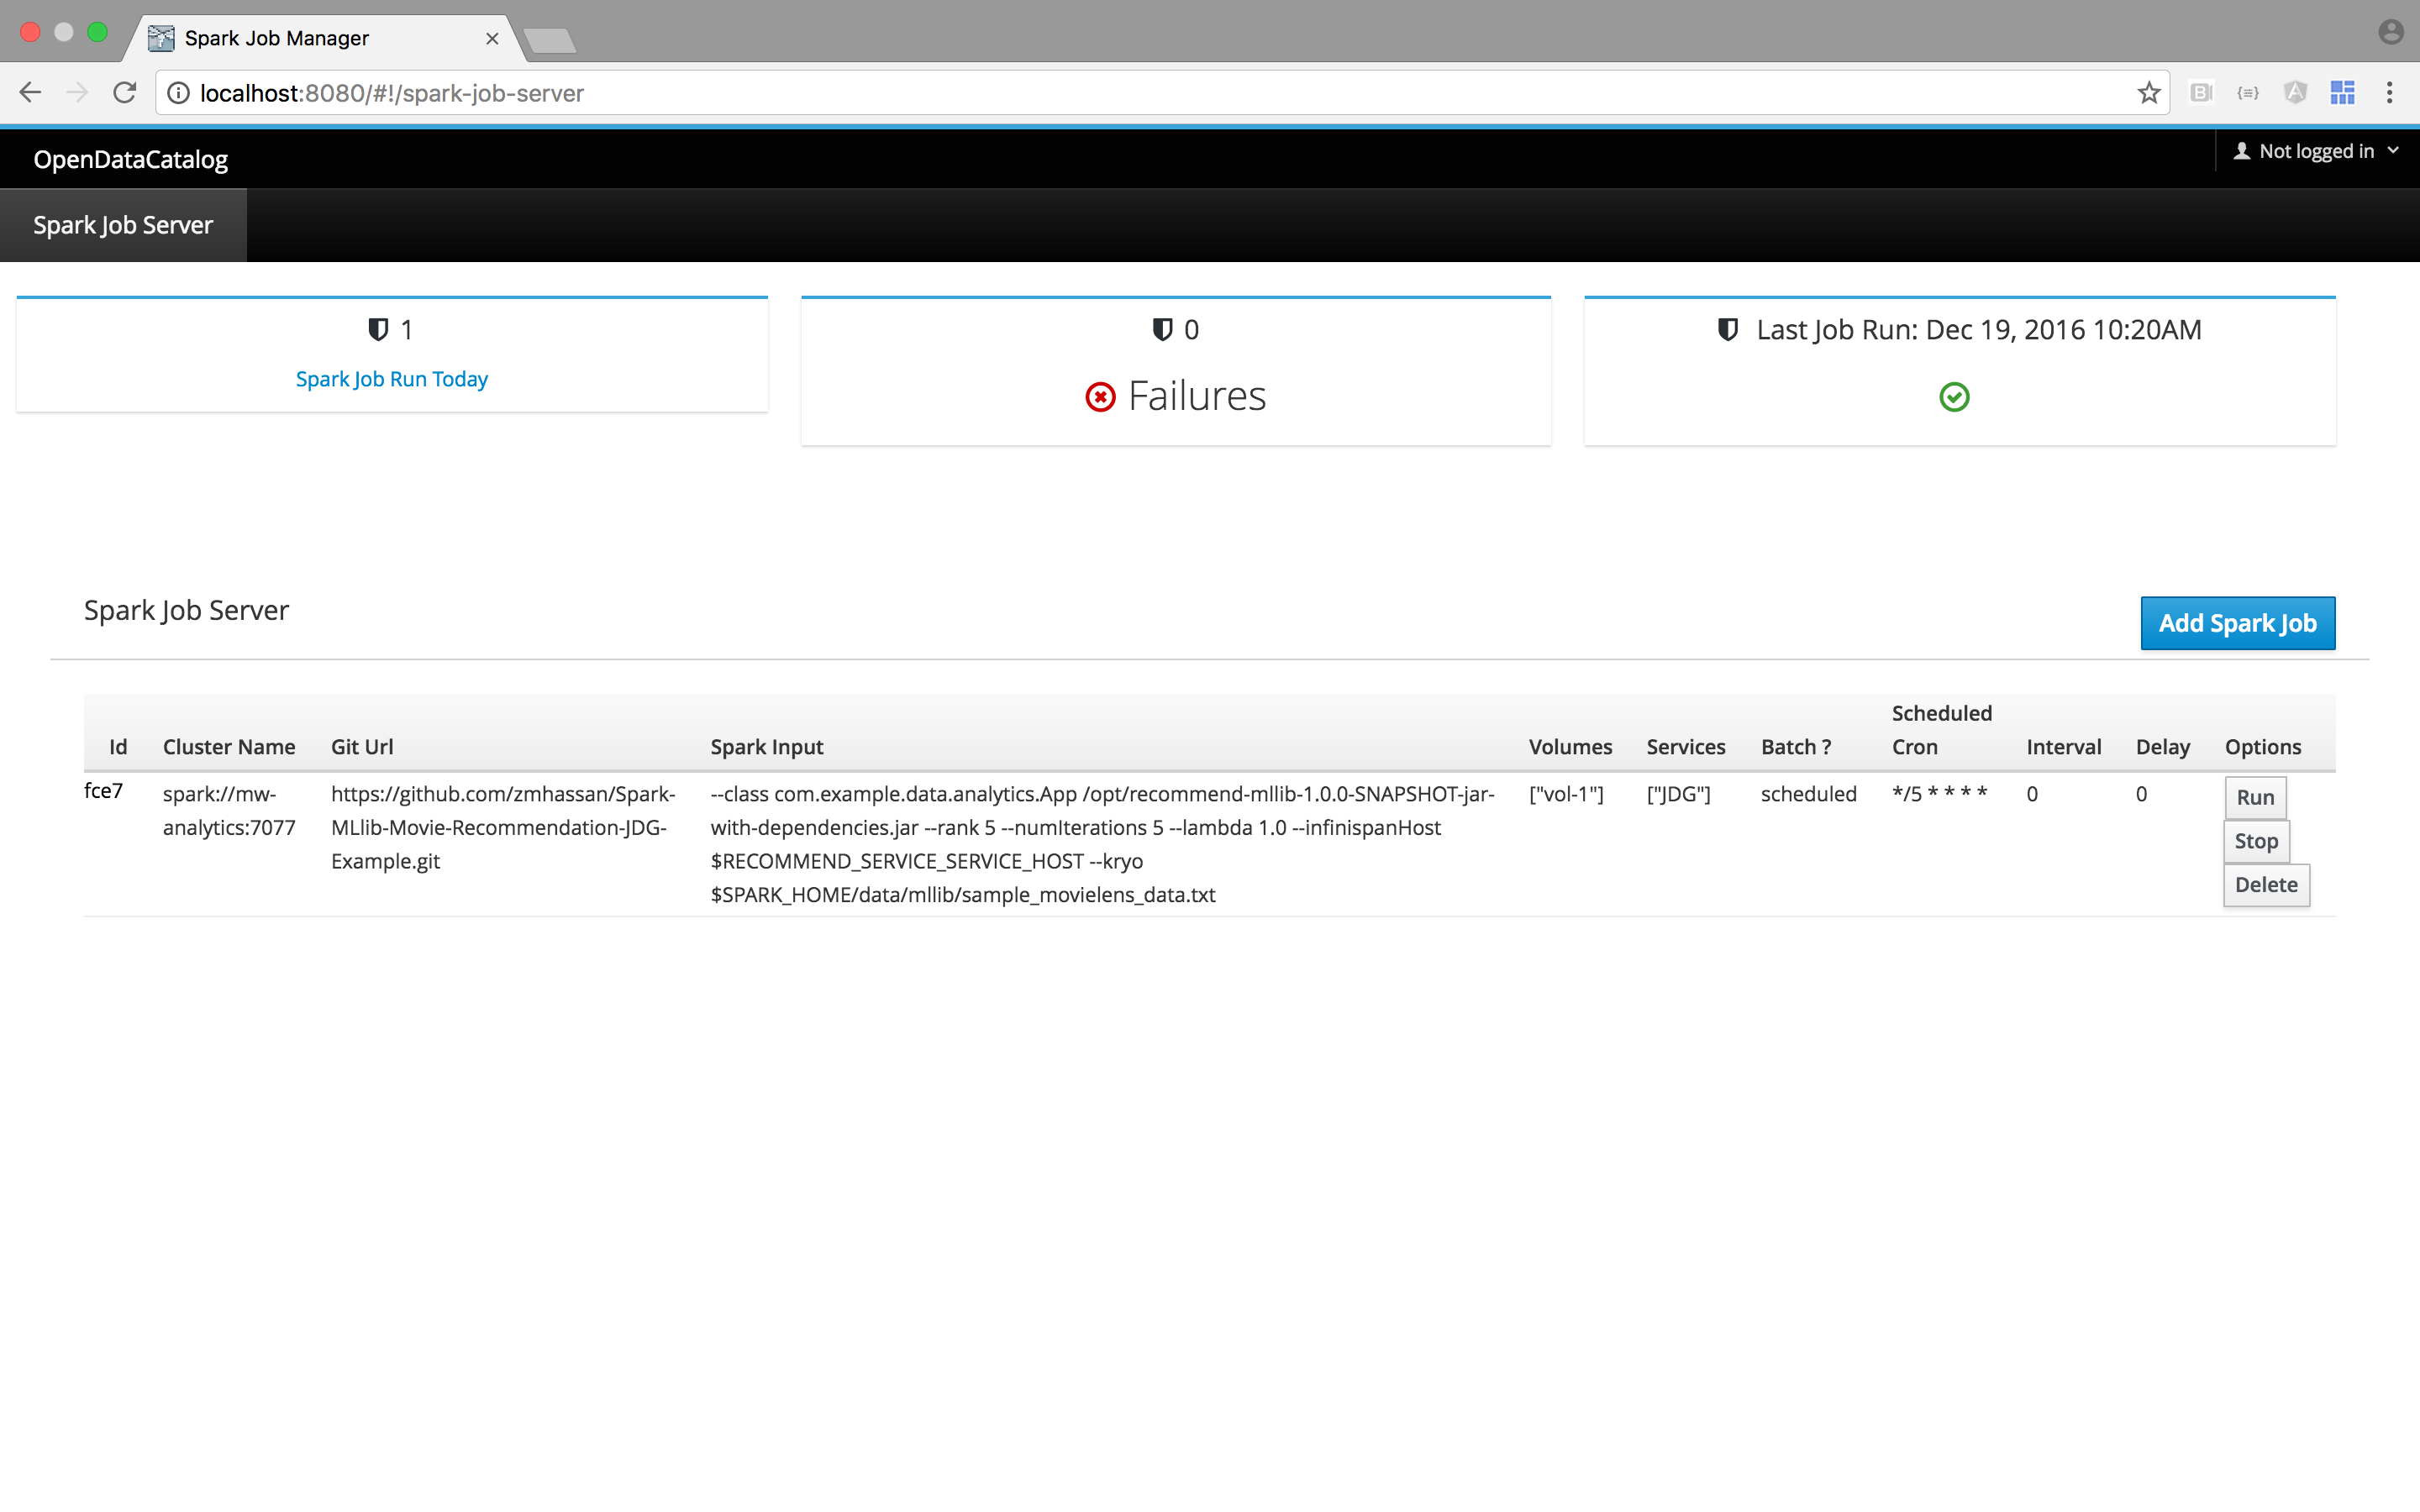 Spark Job Manager
localhost:8080/#!/spark-job-server
OpenDataCatalog
Not logged in
Spark Job Server
1
Spark Job Run Today
0
Failures
Last Job Run: Dec 19, 2016 10:20AM
Spark Job Server
Add Spark Job
Id
Cluster Name
Git Url
Spark Input
Volumes
Services
Batch ?
Scheduled
Cron
Interval
Delay
Options
fce7
spark://mw-
analytics:7077
https://github.com/zmhassan/Spark-
MLlib-Movie-Recommendation-JDG-
Example.git
--class com.example.data.analytics.App /opt/recommend-mllib-1.0.0-SNAPSHOT-jar-
with-dependencies.jar --rank 5 --numIterations 5 --lambda 1.0 --infinispanHost
$RECOMMEND_SERVICE_SERVICE_HOST --kryo
$SPARK_HOME/data/mllib/sample_movielens_data.txt
["vol-1"]
["JDG"]
scheduled
*/5 * * * *
0
0
Run
Stop
Delete